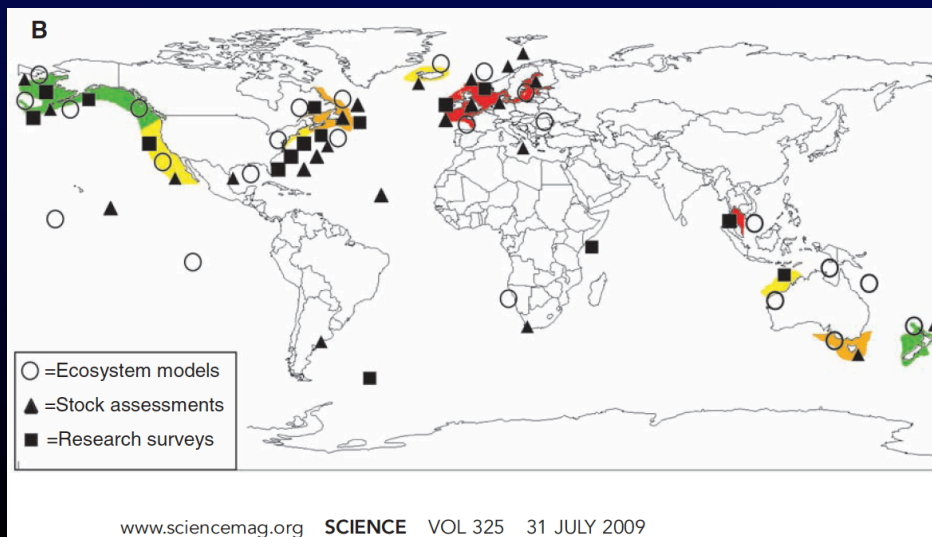 B
=Ecosystem models
=Stock assessments
=Research surveys
www.sciencemag.org SCIENCE VOL 325 31 JULY 2009